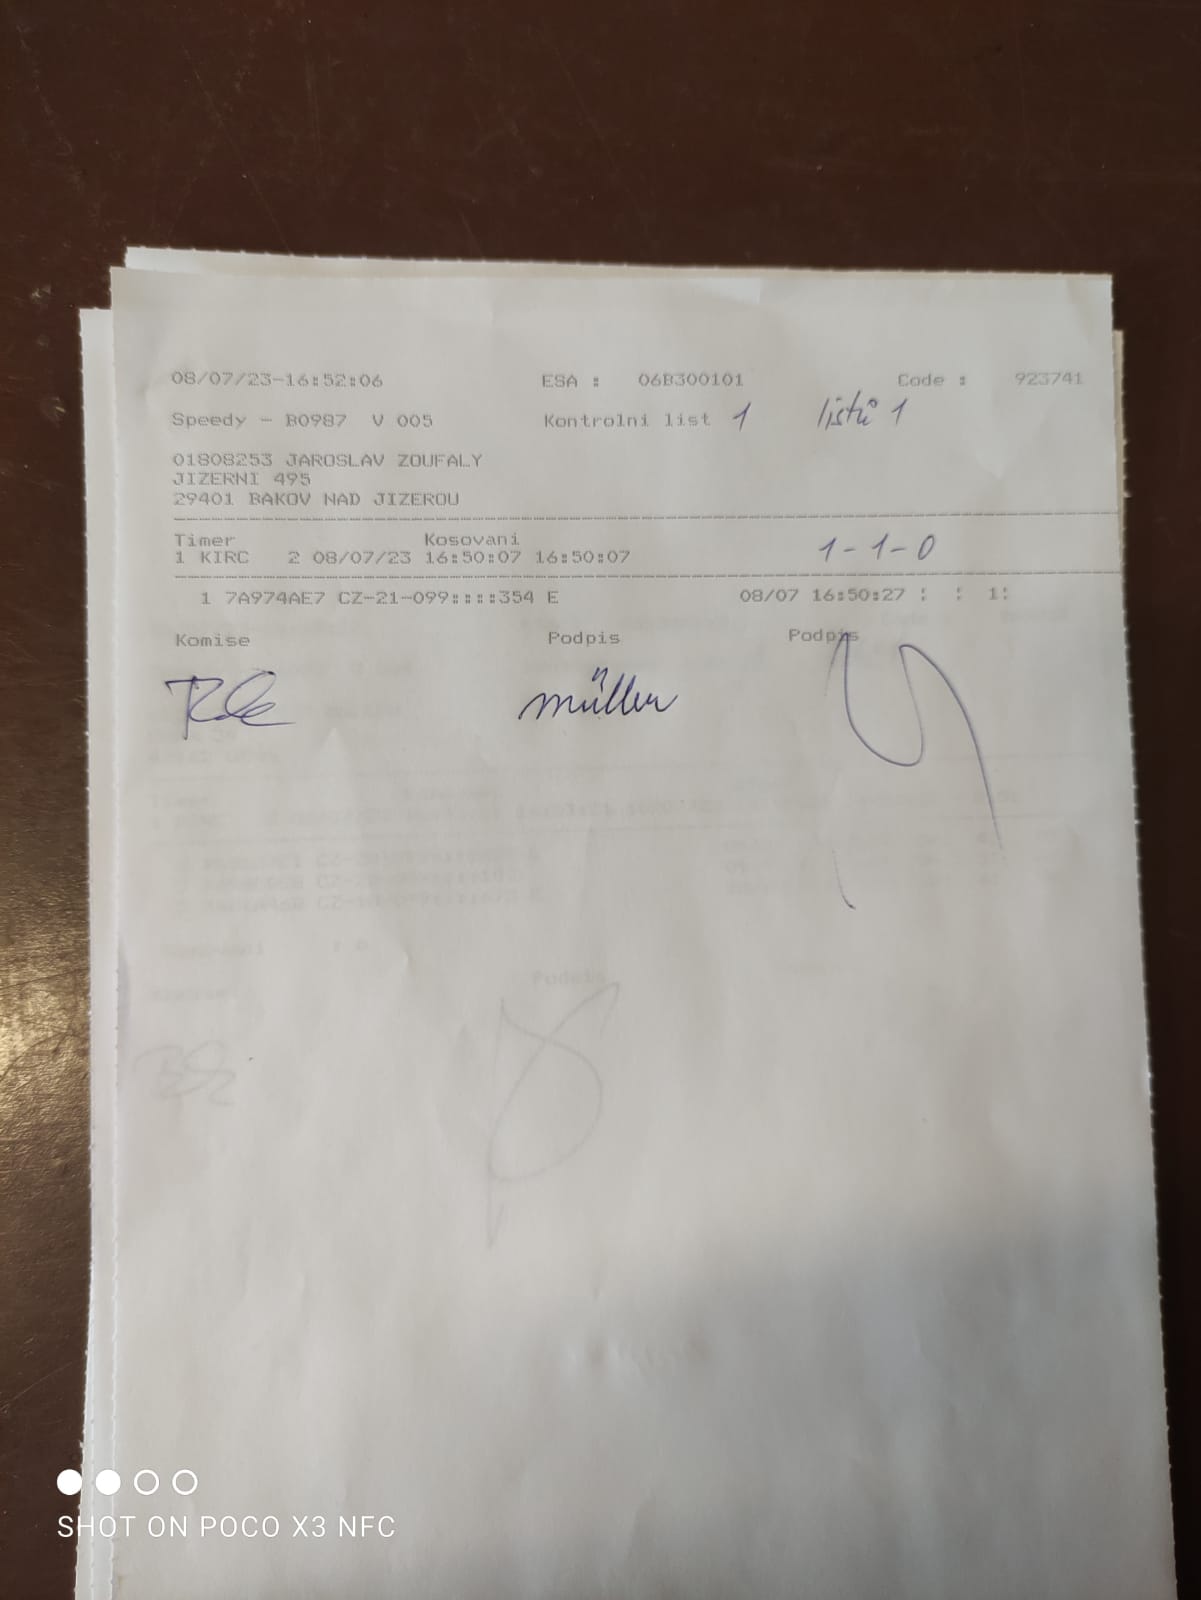 08/07/23-16:52:06 ESA : 06B300101 Code : 923741
Speedy - B0987 V 005 Kontrolni list 1 listů 1
01808253 JAROSLAV ZOUFALY
JIZERNI 495
29401 BAKOV NAD JIZEROU
Timer Kosovani
1 KIRC 2 08/07/23 16:50:07 16:50:07 1-1-0
1 7A974AE7 CZ-21-099::::354 E 08/07 16:50:27 : : 1:
Komise Podpis Podpis
müller
Podpis
SHOT ON POCO X3 NFC